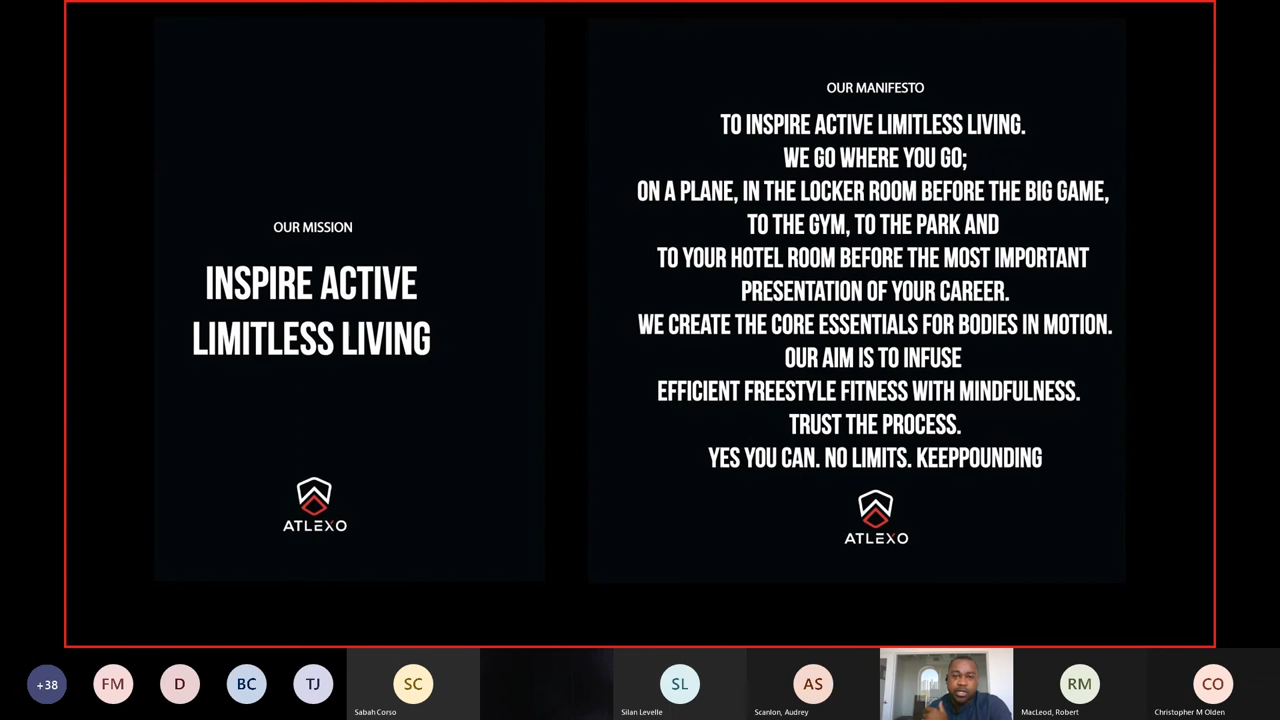 OUR MISSION
INSPIRE ACTIVE
LIMITLESS LIVING
ATLEXO
OUR MANIFESTO
TO INSPIRE ACTIVE LIMITLESS LIVING.
WE GO WHERE YOU GO;
ON A PLANE, IN THE LOCKER ROOM BEFORE THE BIG GAME,
TO THE GYM, TO THE PARK AND
TO YOUR HOTEL ROOM BEFORE THE MOST IMPORTANT
PRESENTATION OF YOUR CAREER.
WE CREATE THE CORE ESSENTIALS FOR BODIES IN MOTION.
OUR AIM IS TO INFUSE
EFFICIENT FREESTYLE FITNESS WITH MINDFULNESS.
TRUST THE PROCESS.
YES YOU CAN. NO LIMITS. KEEPPOUNDING
ATLEXO
+38
FM
D
BC
TJ
SC
Sabah Corso
SL
Silan Levelle
AS
Scanlon, Audrey
RM
MacLeod, Robert
CO
Christopher M Olden